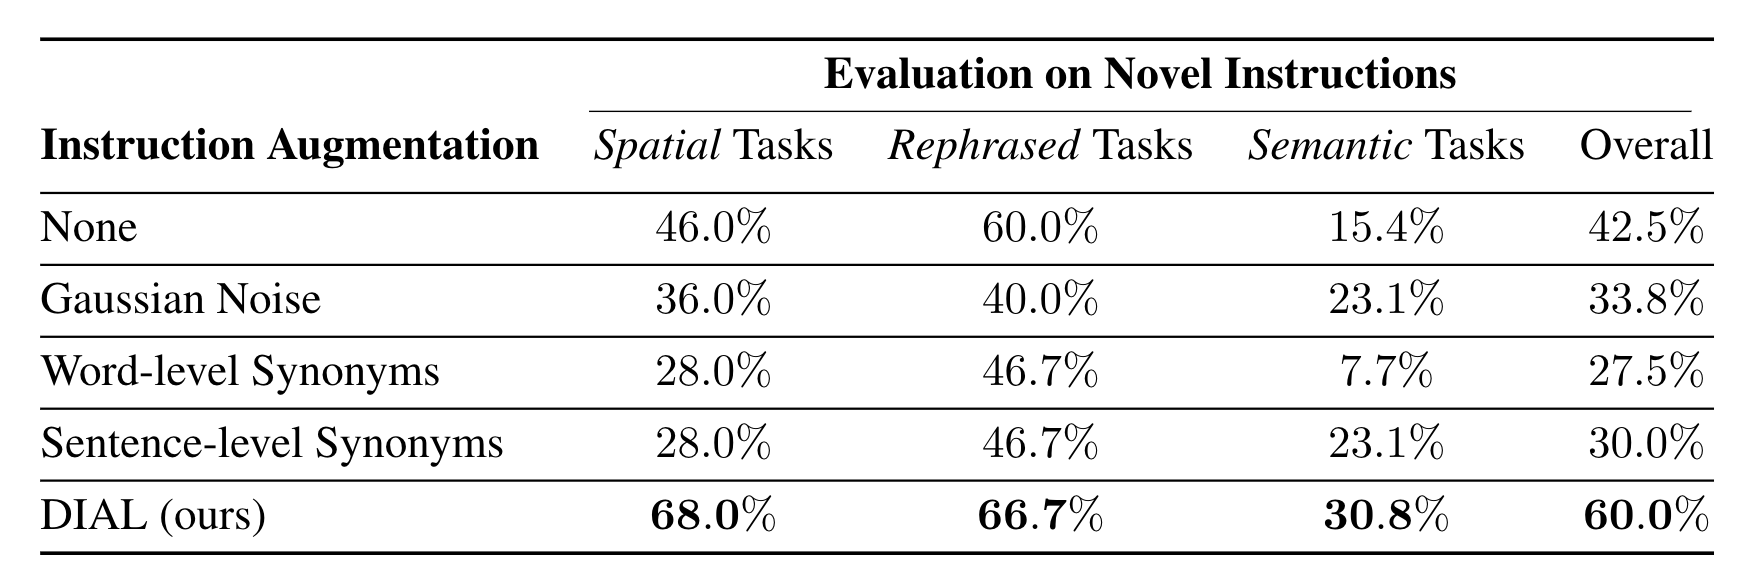 Evaluation on Novel Instructions
Instruction Augmentation Spatial Tasks Rephrased Tasks Semantic Tasks Overall
None 46.0% 60.0% 15.4% 42.5%
Gaussian Noise 36.0% 40.0% 23.1% 33.8%
Word-level Synonyms 28.0% 46.7% 7.7% 27.5%
Sentence-level Synonyms 28.0% 46.7% 23.1% 30.0%
DIAL (ours) 68.0% 66.7% 30.8% 60.0%